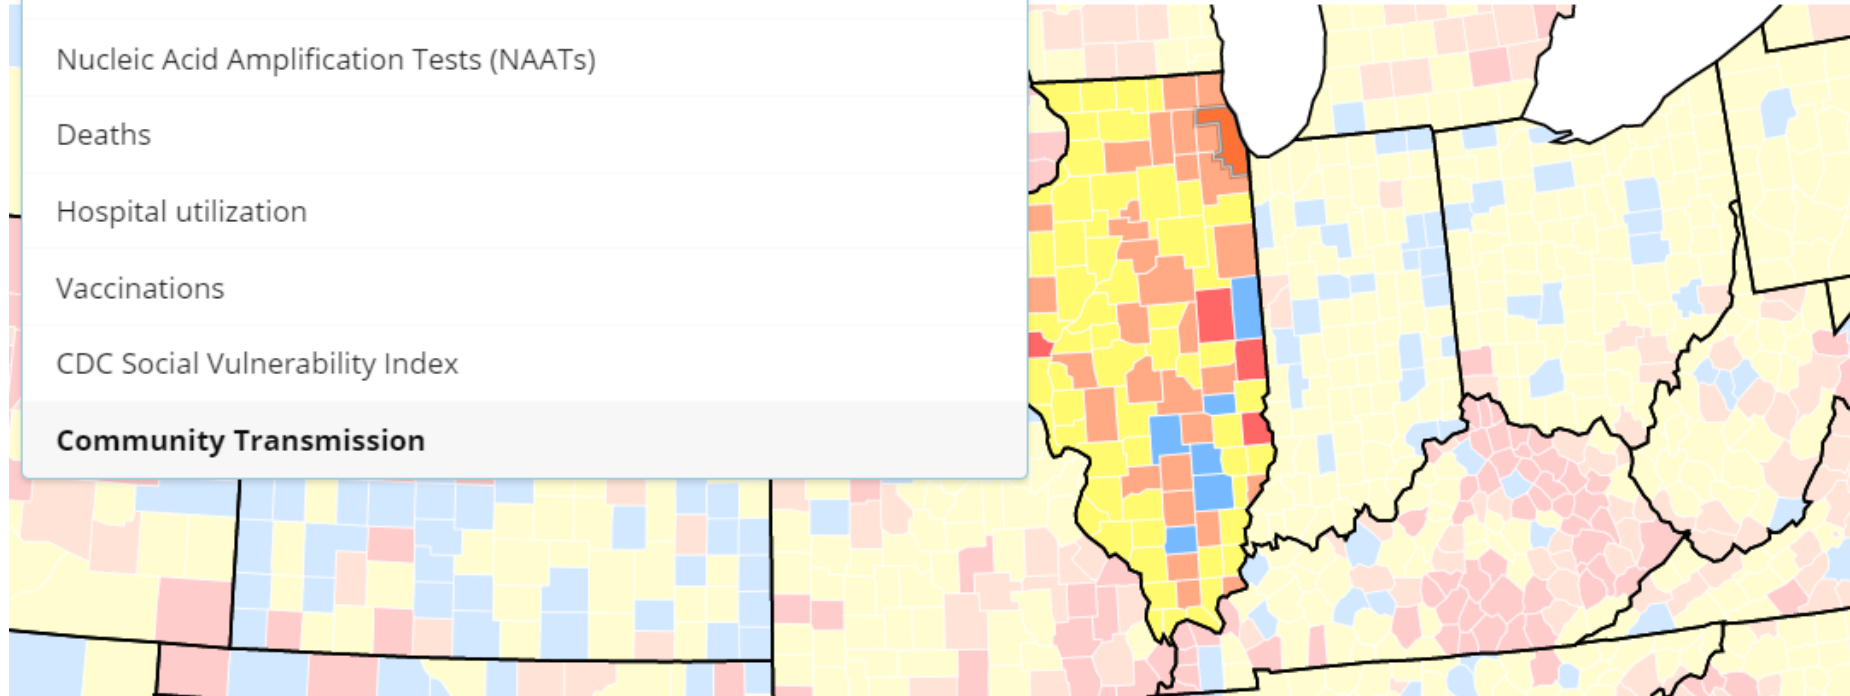 Nucleic Acid Amplification Tests (NAATs)
Deaths
Hospital utilization
Vaccinations
CDC Social Vulnerability Index
Community Transmission